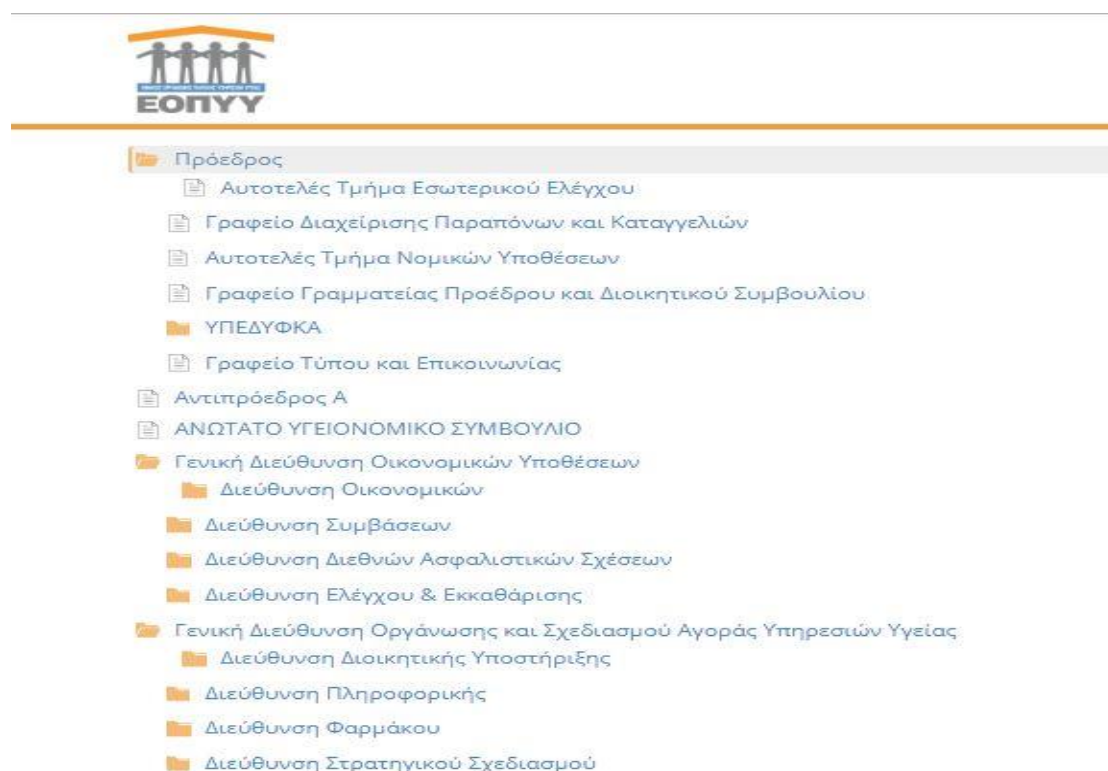 ΕΟΠΥΥ
Πρόεδρος
Αυτοτελές Τμήμα Εσωτερικού Ελέγχου
Γραφείο Διαχείρισης Παραπόνων και Καταγγελιών
Αυτοτελές Τμήμα Νομικών Υποθέσεων
Γραφείο Γραμματείας Προέδρου και Διοικητικού Συμβουλίου
ΥΠΕΔΥΦΚΑ
Γραφείο Τύπου και Επικοινωνίας
Αντιπρόεδρος Α
ΑΝΩΤΑΤΟ ΥΓΕΙΟΝΟΜΙΚΟ ΣΥΜΒΟΥΛΙΟ
Γενική Διεύθυνση Οικονομικών Υποθέσεων
Διεύθυνση Οικονομικών
Διεύθυνση Συμβάσεων
Διεύθυνση Διεθνών Ασφαλιστικών Σχέσεων
Διεύθυνση Ελέγχου & Εκκαθάρισης
Γενική Διεύθυνση Οργάνωσης και Σχεδιασμού Αγοράς Υπηρεσιών Υγείας
Διεύθυνση Διοικητικής Υποστήριξης
Διεύθυνση Πληροφορικής
Διεύθυνση Φαρμάκου
Διεύθυνση Στρατηγικού Σχεδιασμού